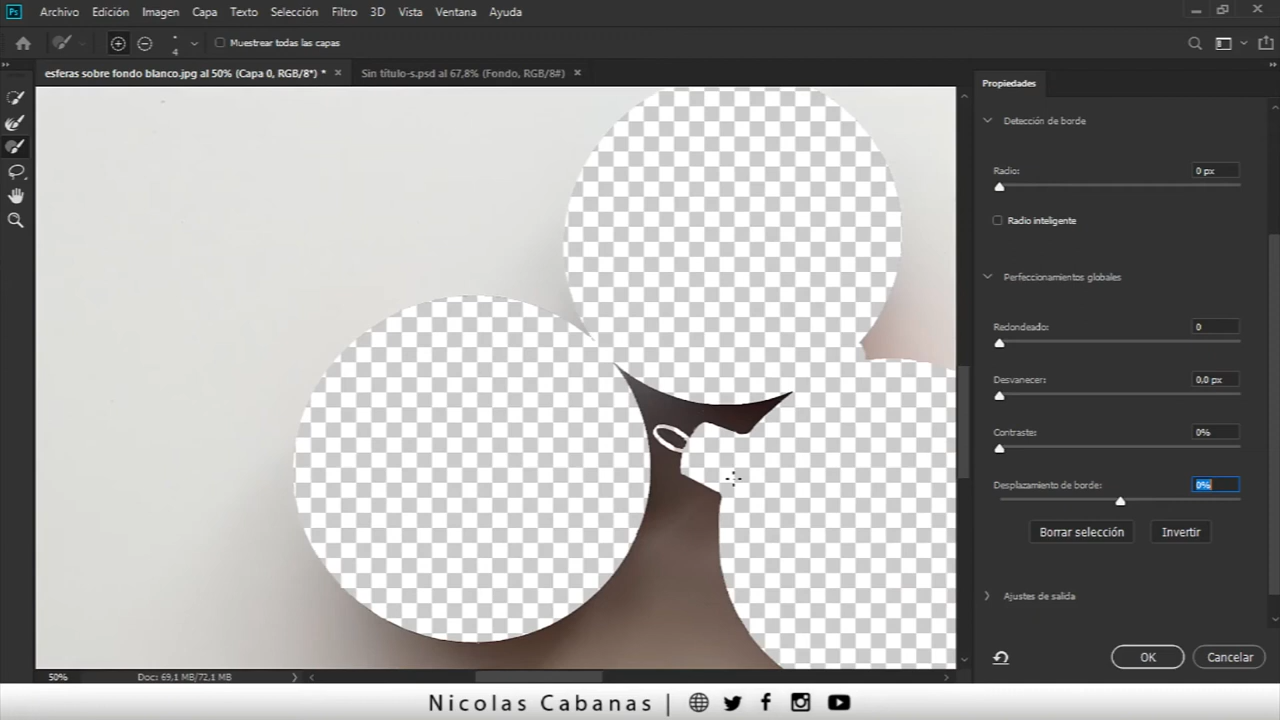 Ps Archivo Edición Imagen Capa Texto Selección Filtro 3D Vista Ventana Ayuda
4 Muestrear todas las capas
esferas sobre fondo blanco.jpg al 50% (Capa 0, RGB/8*) * × Sin título-s.psd al 67,8% (Fondo, RGB/8#) ×
Propiedades
Detección de borde
Radio: 0 px
Radio inteligente
Perfeccionamientos globales
Redondeado: 0
Desvanecer: 0,0 px
Contraste: 0%
Desplazamiento de borde: 0%
Borrar selección Invertir
Ajustes de salida
OK Cancelar
50% Doc: 69,1 MB/72,1 MB
Nicolas Cabanas |